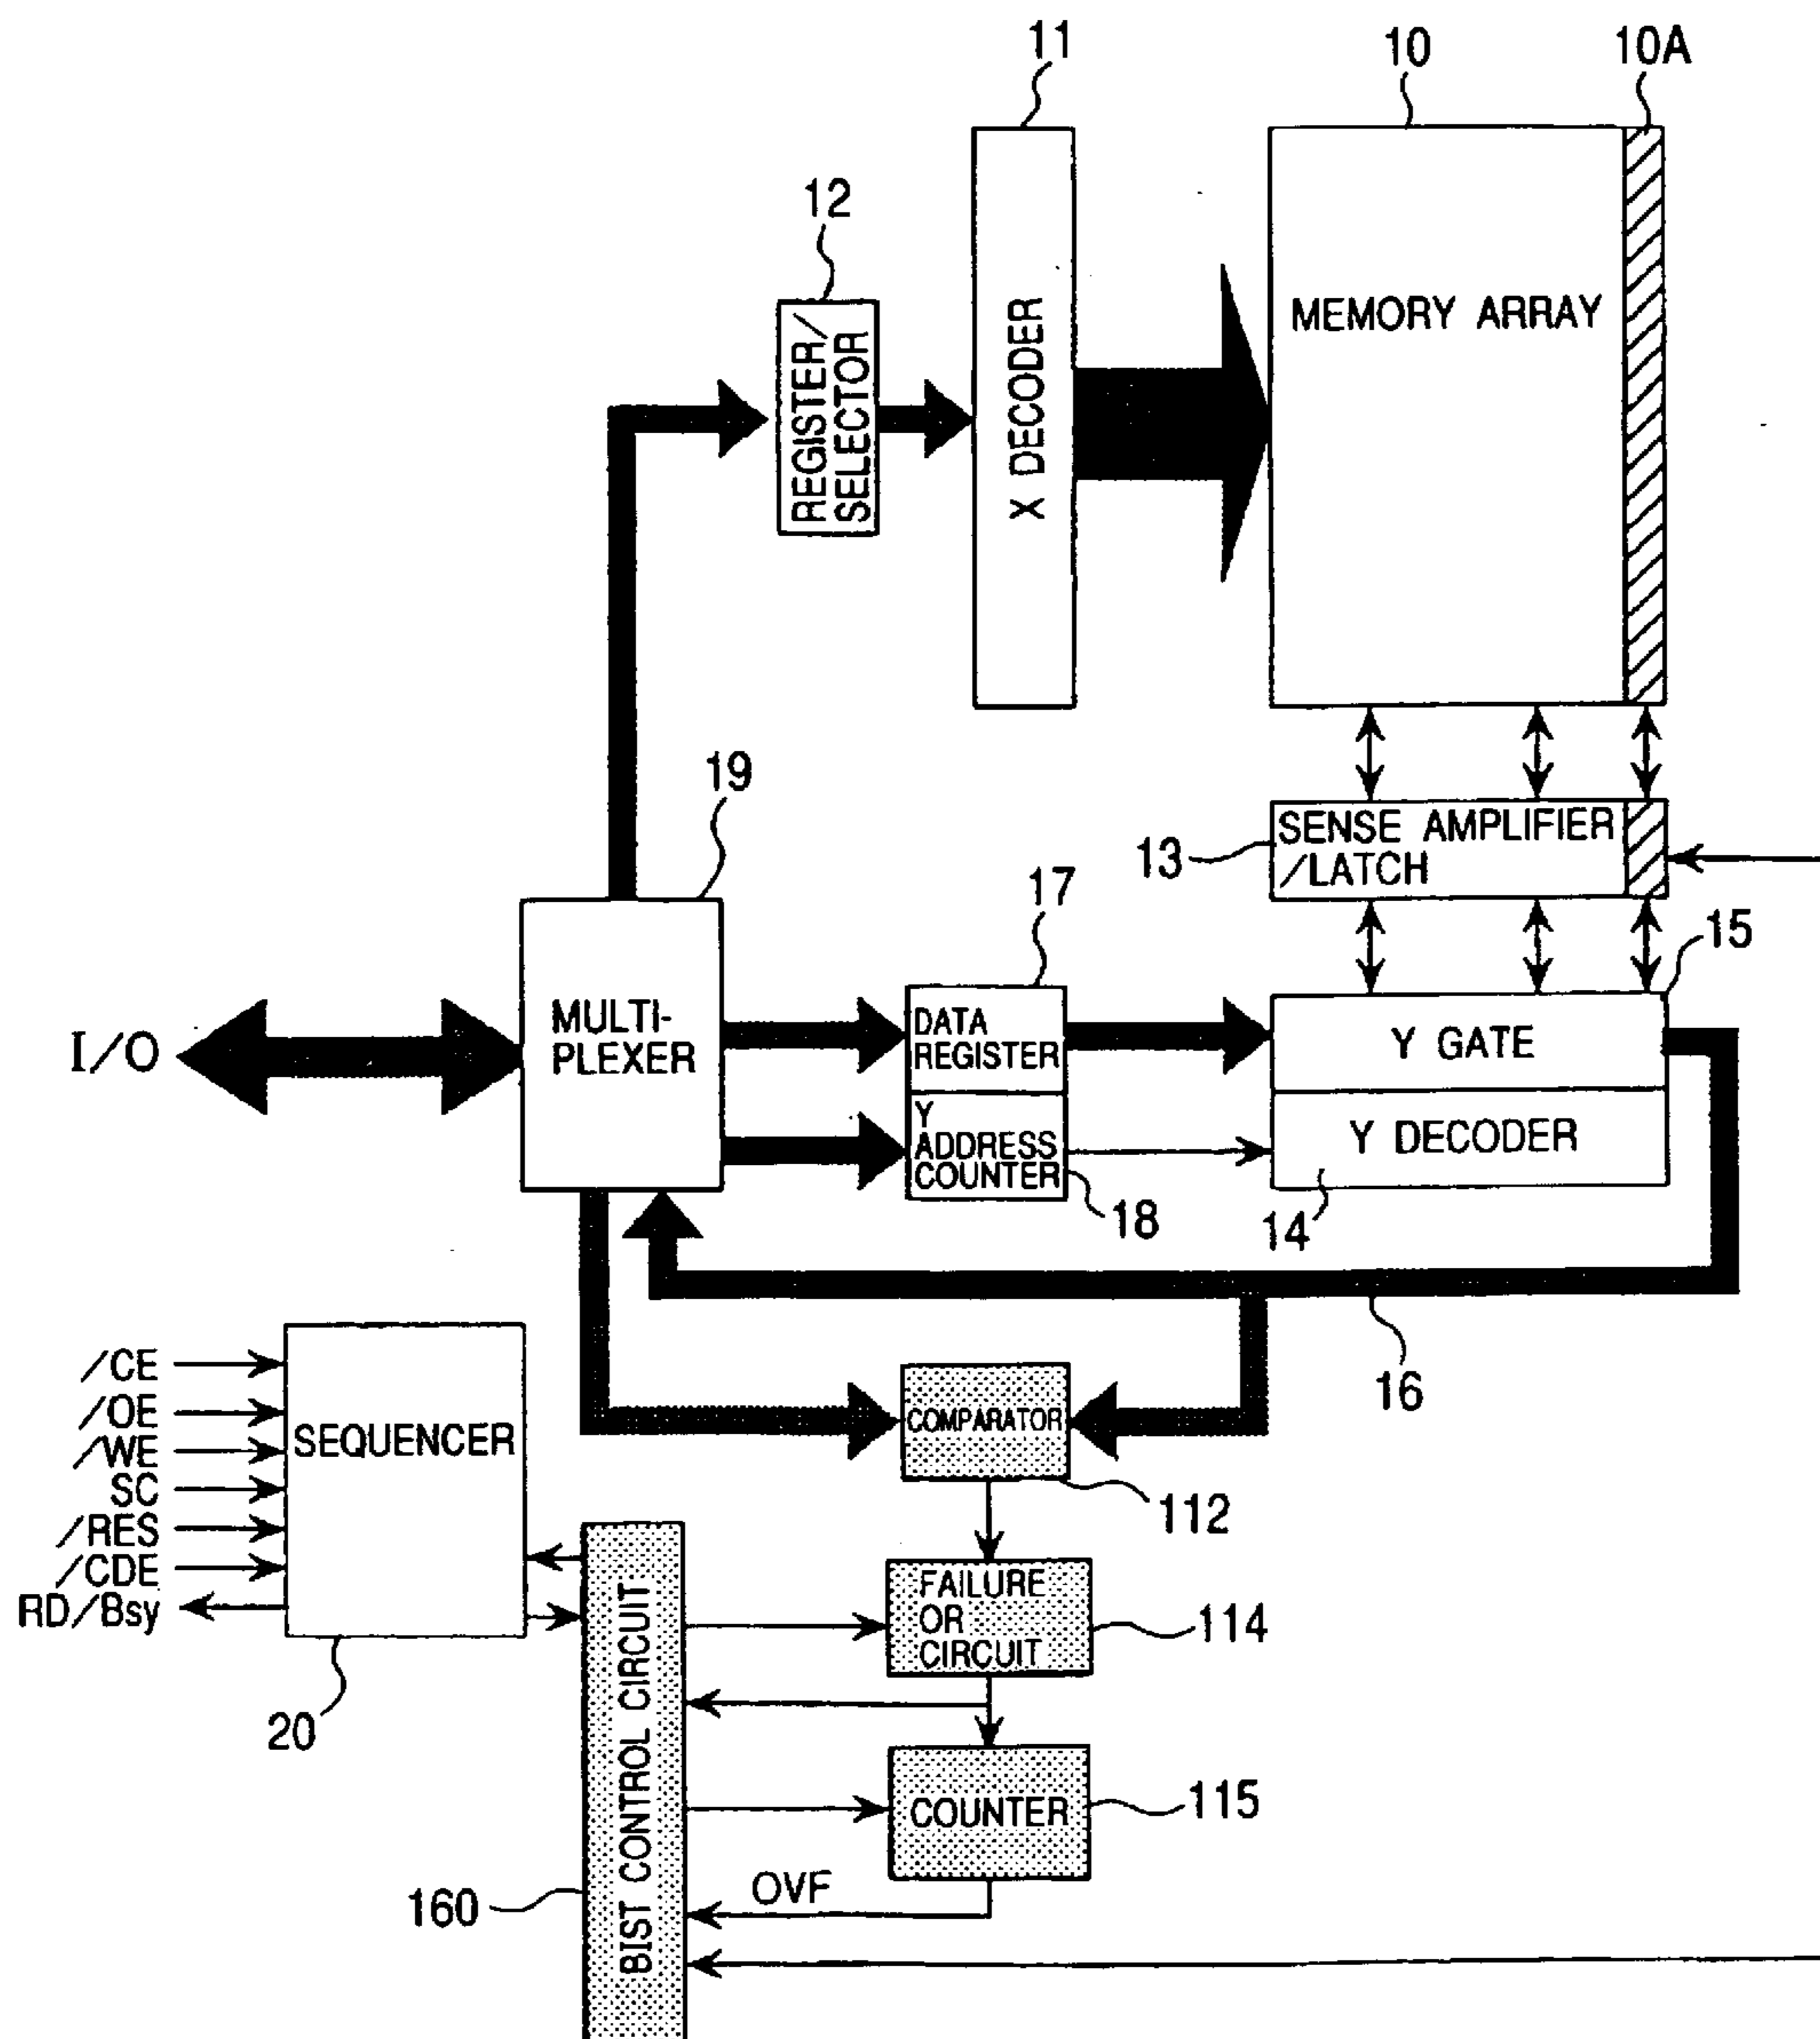 11
10
10A
12
REGISTER/
SELECTOR
X DECODER
MEMORY ARRAY
19
13
SENSE AMPLIFIER
/LATCH
17
15
I/O
MULTI-
PLEXER
DATA
REGISTER
Y GATE
Y
ADDRESS
COUNTER
Y DECODER
18
14
16
/CE
/OE
/WE
SC
/RES
/CDE
RD/Bsy
SEQUENCER
20
COMPARATOR
112
FAILURE
OR
CIRCUIT
114
BIST CONTROL CIRCUIT
COUNTER
115
160
OVF